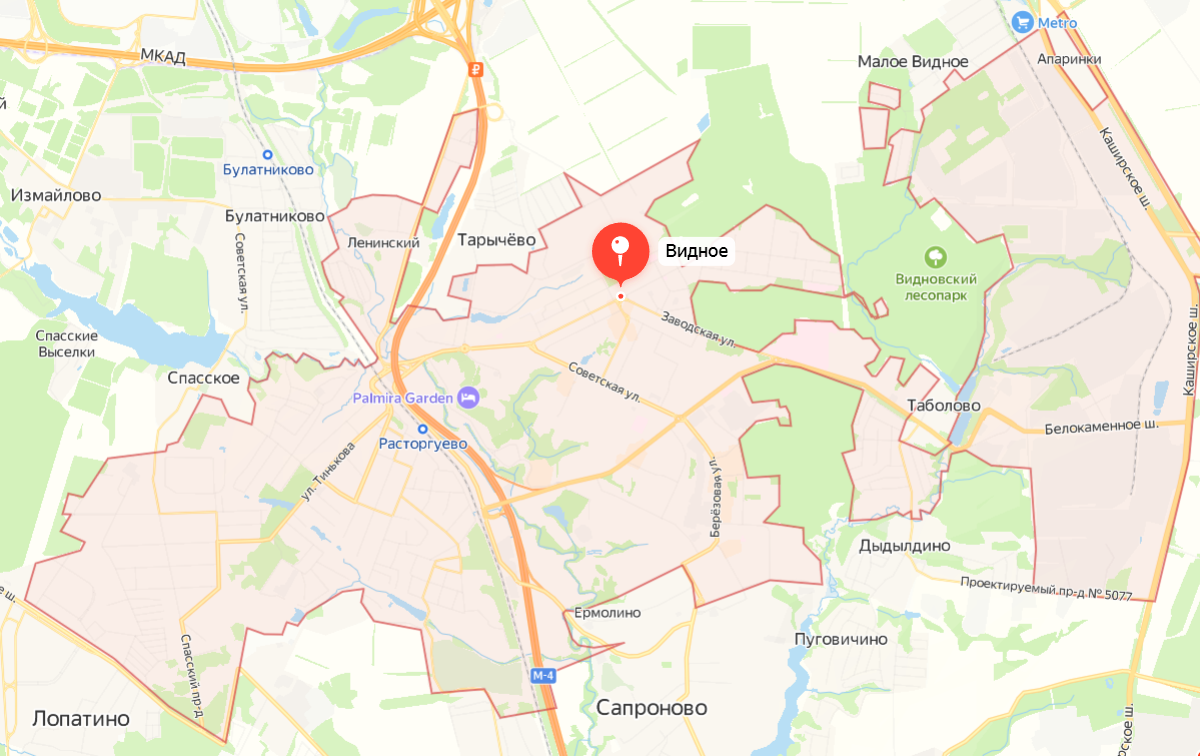 Metro
МКАД
Апаринки
Малое Видное
й
Каширское ш.
Булатниково
Измайлово
Булатниково
Ленинский
Тарычёво
Видное
Советская ул.
Видновский
лесопарк
Заводская ул.
Спасские
Выселки
Каширское ш.
Спасское
Советская ул.
Palmira Garden
Таболово
Белокаменное ш.
Расторгуево
ул. Тинькова
Берёзовая ул.
Дыдылдино
Проектируемый пр-д № 5077
е ш.
Ермолино
Пуговичино
Спасский пр-д
М-4
Сапроново
Лопатино
рское ш.